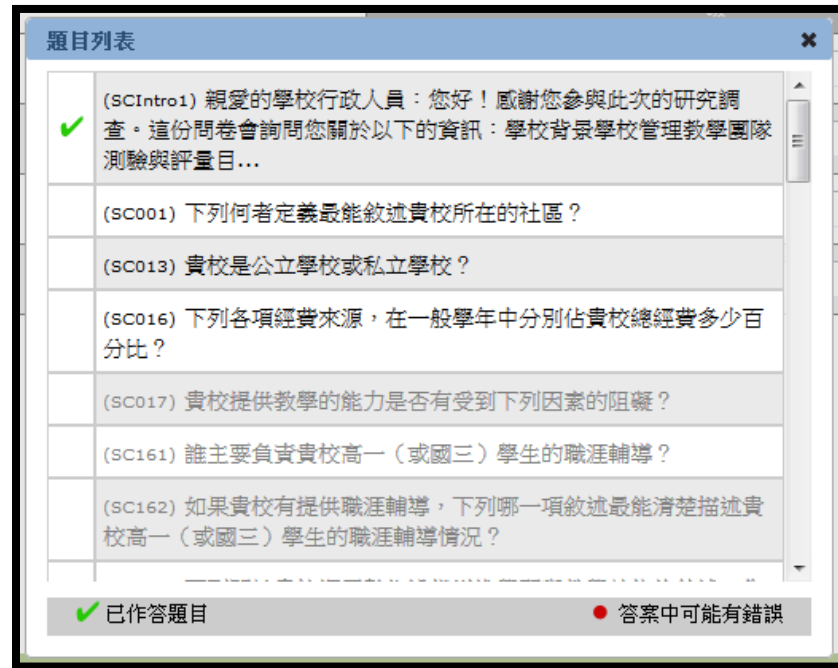 題目列表
(SCIntro1) 親愛的學校行政人員：您好！感謝您參與此次的研究調
查。這份問卷會詢問您關於以下的資訊：學校背景學校管理教學團隊
測驗與評量目...
(SC001) 下列何者定義最能敘述貴校所在的社區？
(SC013) 貴校是公立學校或私立學校？
(SC016) 下列各項經費來源，在一般學年中分別佔貴校總經費多少百
分比？
(SC017) 貴校提供教學的能力是否有受到下列因素的阻礙？
(SC161) 誰主要負責貴校高一（或國三）學生的職涯輔導？
(SC162) 如果貴校有提供職涯輔導，下列哪一項敘述最能清楚描述貴
校高一（或國三）學生的職涯輔導情況？
已作答題目
答案中可能有錯誤